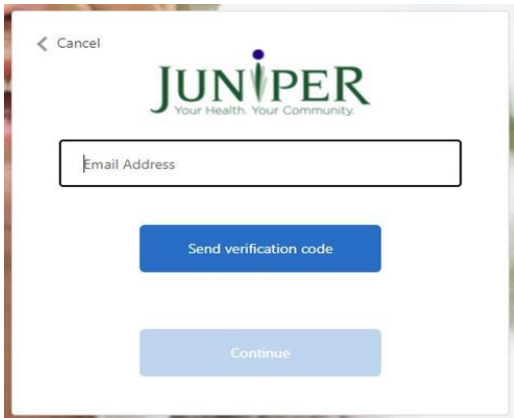 Cancel
JUNIPER
Your Health. Your Community.
Email Address
Send verification code
Continue